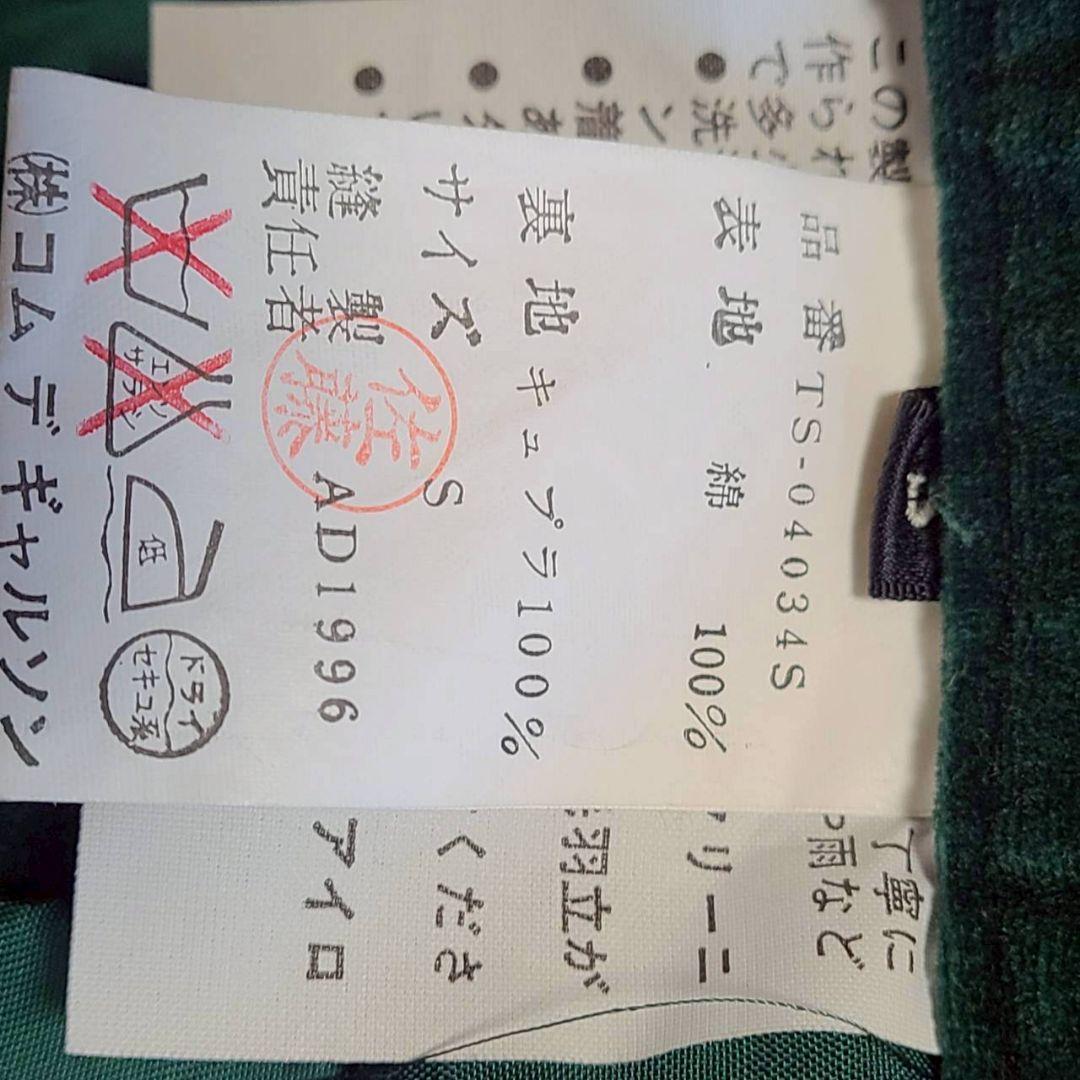 品番 TS-04034S
表地 綿 100%
裏地 キュプラ100%
サイズ S
縫製
責任者
佐藤
AD1996
エンソサラシ
低
ドライ
セキユ系
㈱コム デ ギャルソン
この製
丁寧に
作られ
雨など
で多
● 洗
リーニ
ン
● 着
羽立が
あ
●
くださ
●
アイロ